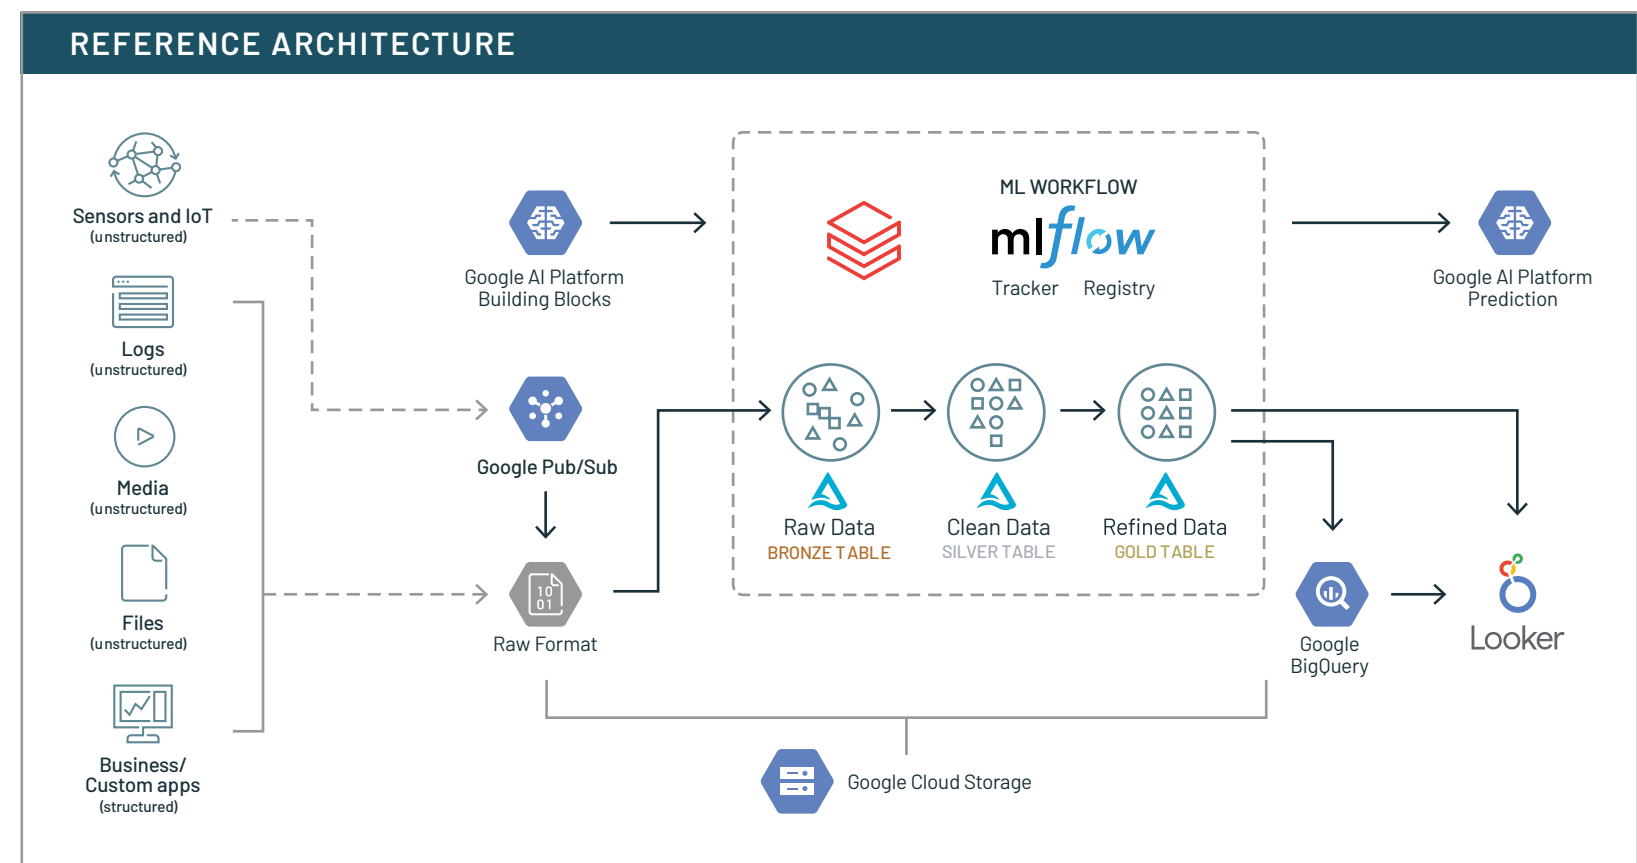 REFERENCE ARCHITECTURE
Sensors and IoT
(unstructured)
Logs
(unstructured)
Media
(unstructured)
Files
(unstructured)
Business/
Custom apps
(structured)
Google AI Platform
Building Blocks
Google Pub/Sub
10
01
Raw Format
ML WORKFLOW
mlflow
Tracker Registry
Raw Data
BRONZE TABLE
Clean Data
SILVER TABLE
Refined Data
GOLD TABLE
Google AI Platform
Prediction
Google
BigQuery
Looker
Google Cloud Storage